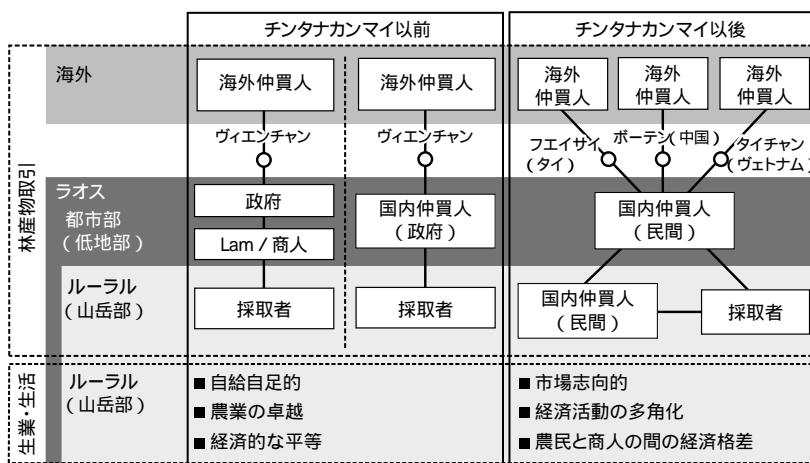 チンタナカンマイ以前
チンタナカンマイ以後
林産物取引
海外
海外仲買人
海外仲買人
海外
仲買人
海外
仲買人
海外
仲買人
ヴィエンチャン
ヴィエンチャン
フエイサイ
(タイ)
ボーテン(中国)
タイチャン
(ヴェトナム)
ラオス
都市部
(低地部)
政府
Lam / 商人
国内仲買人
(政府)
国内仲買人
(民間)
ルーラル
(山岳部)
採取者
採取者
国内仲買人
(民間)
採取者
生業・生活
ルーラル
(山岳部)
■ 自給自足的
■ 農業の卓越
■ 経済的な平等
■ 市場志向的
■ 経済活動の多角化
■ 農民と商人の間の経済格差